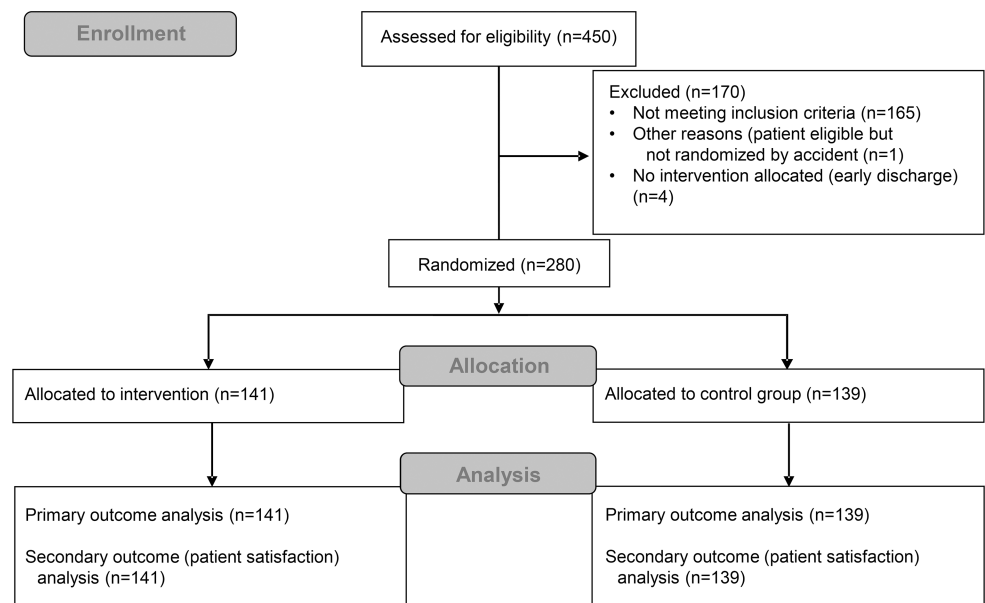 Enrollment
Assessed for eligibility (n=450)
Excluded (n=170)
• Not meeting inclusion criteria (n=165)
• Other reasons (patient eligible but
not randomized by accident (n=1)
• No intervention allocated (early discharge)
(n=4)
Randomized (n=280)
Allocation
Allocated to intervention (n=141)
Allocated to control group (n=139)
Analysis
Primary outcome analysis (n=141)
Secondary outcome (patient satisfaction)
analysis (n=141)
Primary outcome analysis (n=139)
Secondary outcome (patient satisfaction)
analysis (n=139)